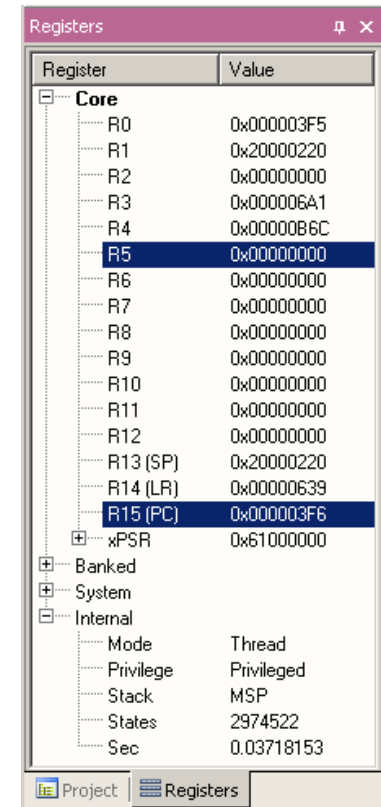 Registers
Register Value
Core
R0 0x000003F5
R1 0x20000220
R2 0x00000000
R3 0x000006A1
R4 0x00000B6C
R5 0x00000000
R6 0x00000000
R7 0x00000000
R8 0x00000000
R9 0x00000000
R10 0x00000000
R11 0x00000000
R12 0x00000000
R13 (SP) 0x20000220
R14 (LR) 0x00000639
R15 (PC) 0x000003F6
xPSR 0x61000000
Banked
System
Internal
Mode Thread
Privilege Privileged
Stack MSP
States 2974522
Sec 0.03718153
Project Registers